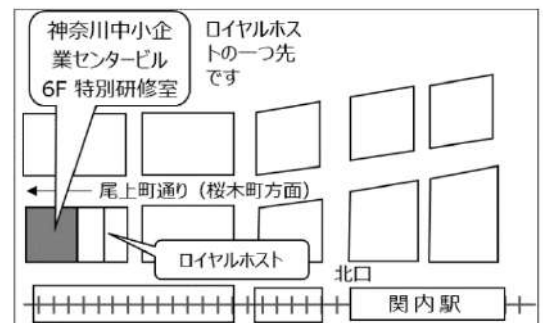 神奈川中小企
業センタービル
6F 特別研修室
ロイヤルホス
トの一つ先
です
尾上町通り（桜木町方面）
ロイヤルホスト
北口
関内駅